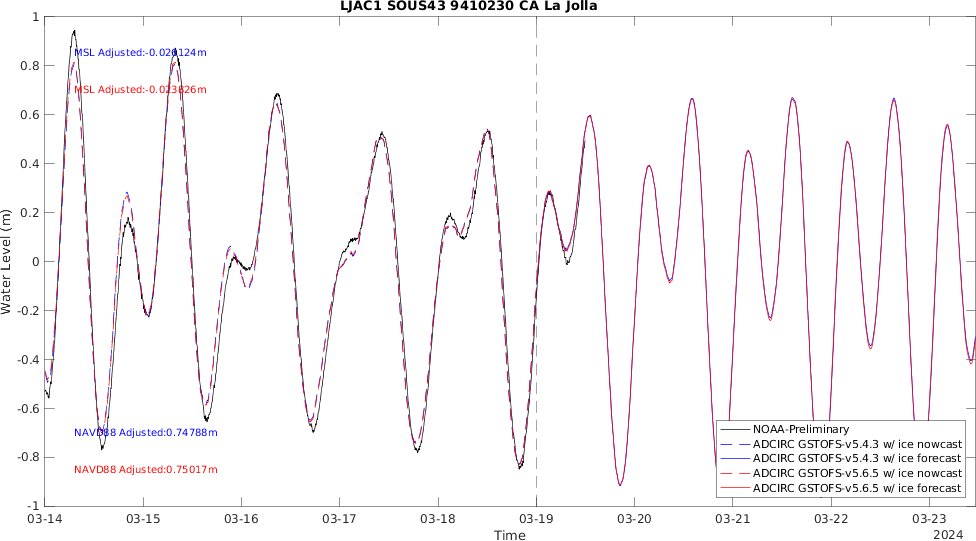 LJAC1 SOUS43 9410230 CA La Jolla
1
0.8
0.6
0.4
0.2
0
-0.2
-0.4
-0.6
-0.8
-1
Water Level (m)
MSL Adjusted:-0.026124m
MSL Adjusted:-0.023826m
NAVD88 Adjusted:0.74788m
NAVD88 Adjusted:0.75017m
NOAA-Preliminary
ADCIRC GSTOFS-v5.4.3 w/ ice nowcast
ADCIRC GSTOFS-v5.4.3 w/ ice forecast
ADCIRC GSTOFS-v5.6.5 w/ ice nowcast
ADCIRC GSTOFS-v5.6.5 w/ ice forecast
03-14 03-15 03-16 03-17 03-18 03-19 03-20 03-21 03-22 03-23
Time
2024